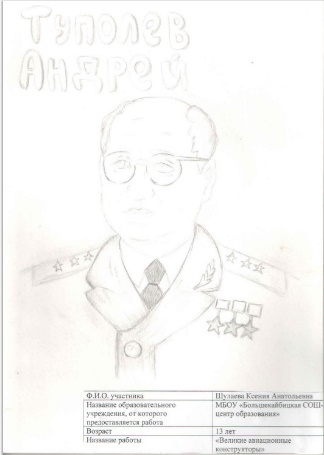 Туполев
Андрей
Ф.И.О. участника Шулаева Ксения Анатольевна
Название образовательного МБОУ «Большекайбицкая СОШ-
учреждения, от которого центр образования»
предоставляется работа
Возраст 13 лет
Название работы «Великие авиационные
конструкторы»